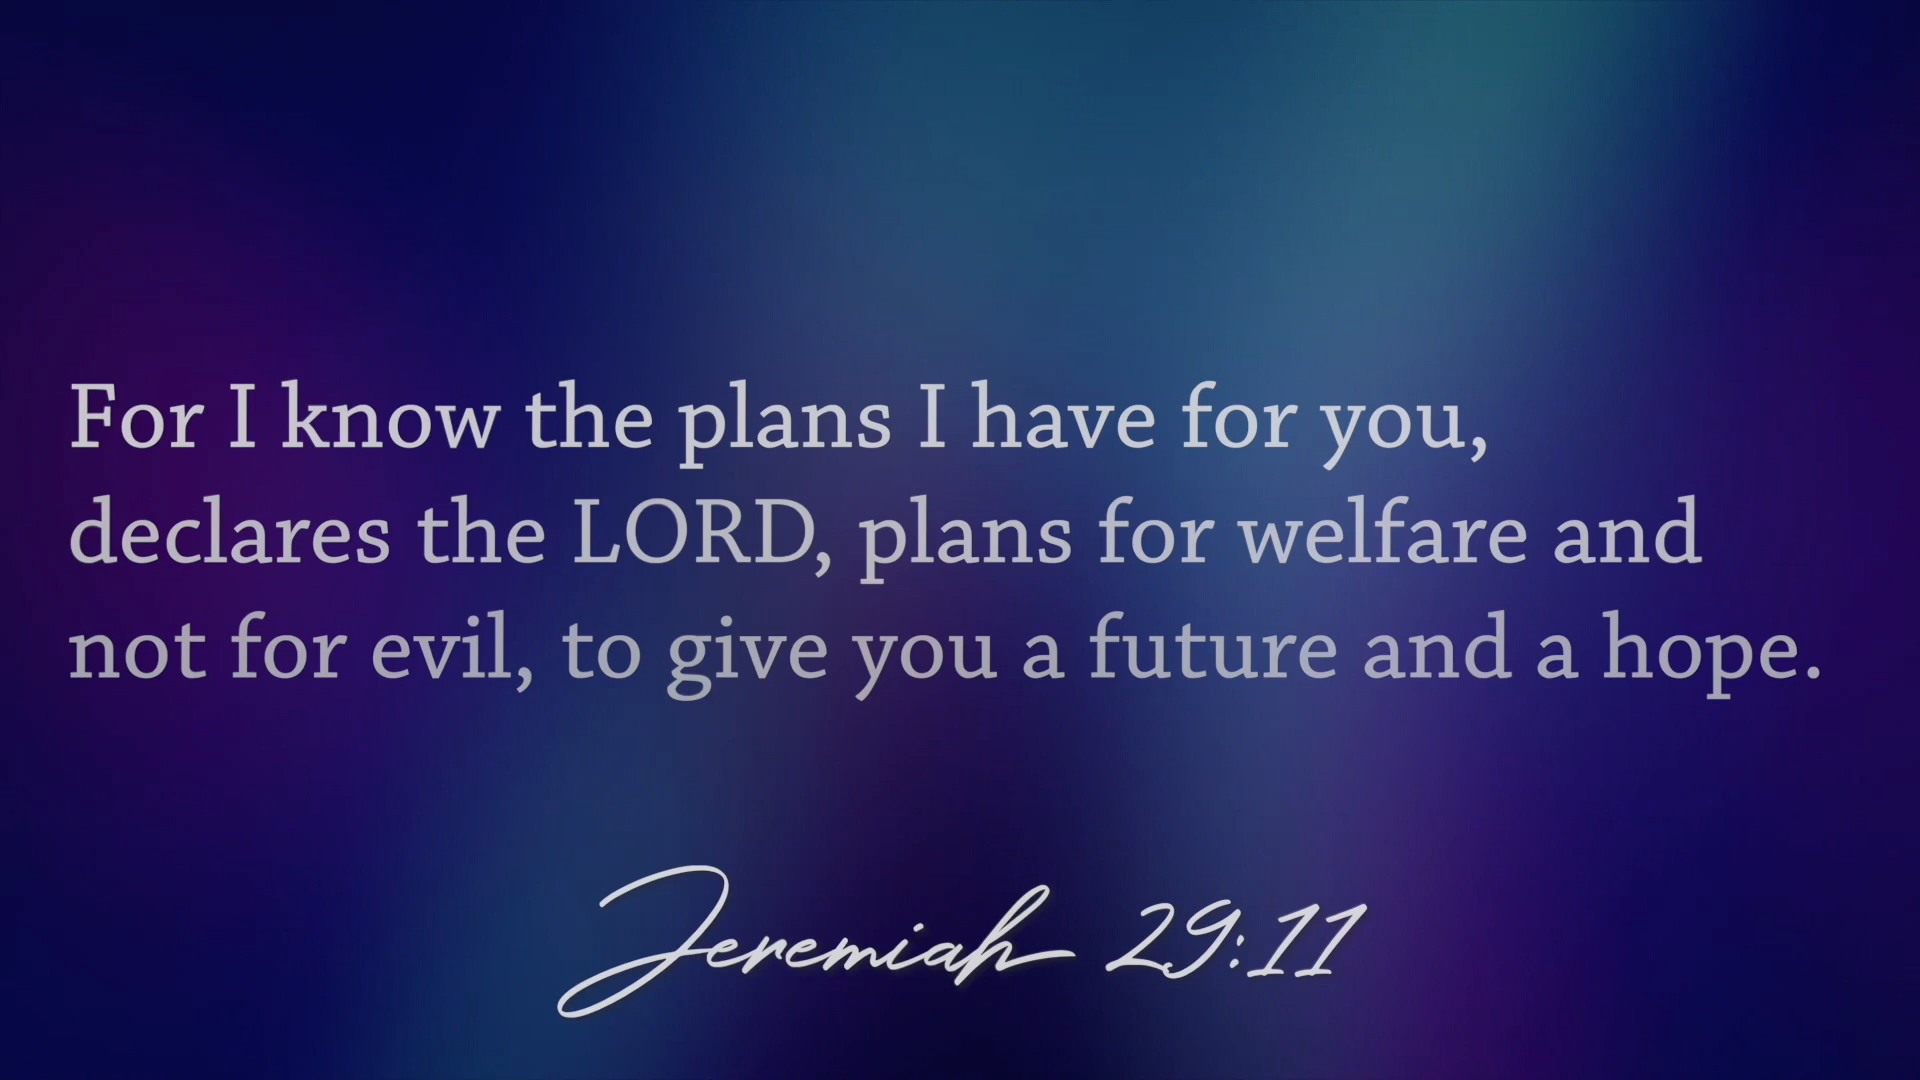 For I know the plans I have for you,
declares the LORD, plans for welfare and
not for evil, to give you a future and a hope.
Jeremiah 29:11